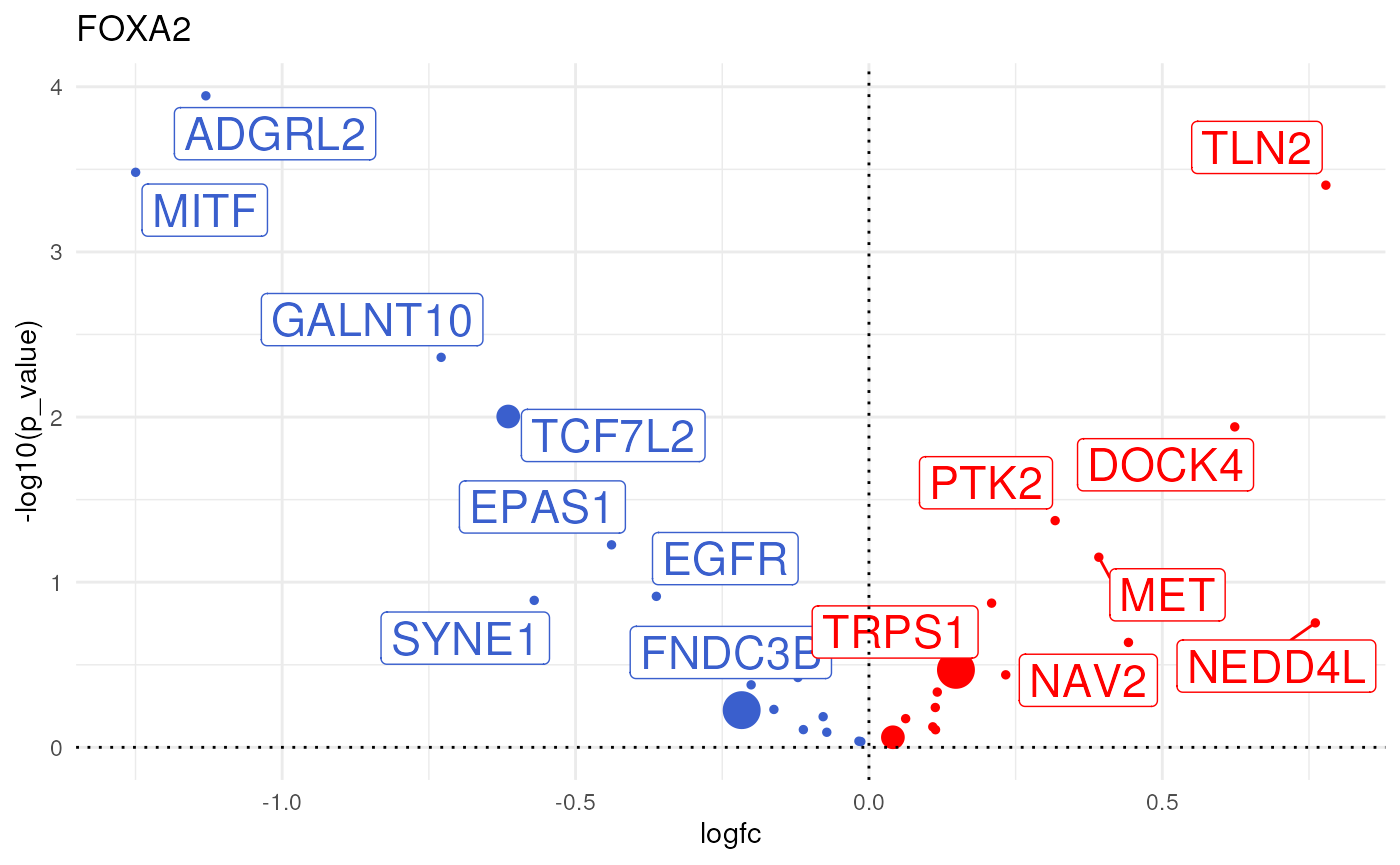 FOXA2
4
ADGRL2
TLN2
MITF
3
GALNT10
2
TCF7L2
DOCK4
PTK2
EPAS1
EGFR
1
MET
SYNE1
TRPS1
FNDC3B
NEDD4L
NAV2
0
-1.0
-0.5
0.0
0.5
logfc
-log10(p_value)